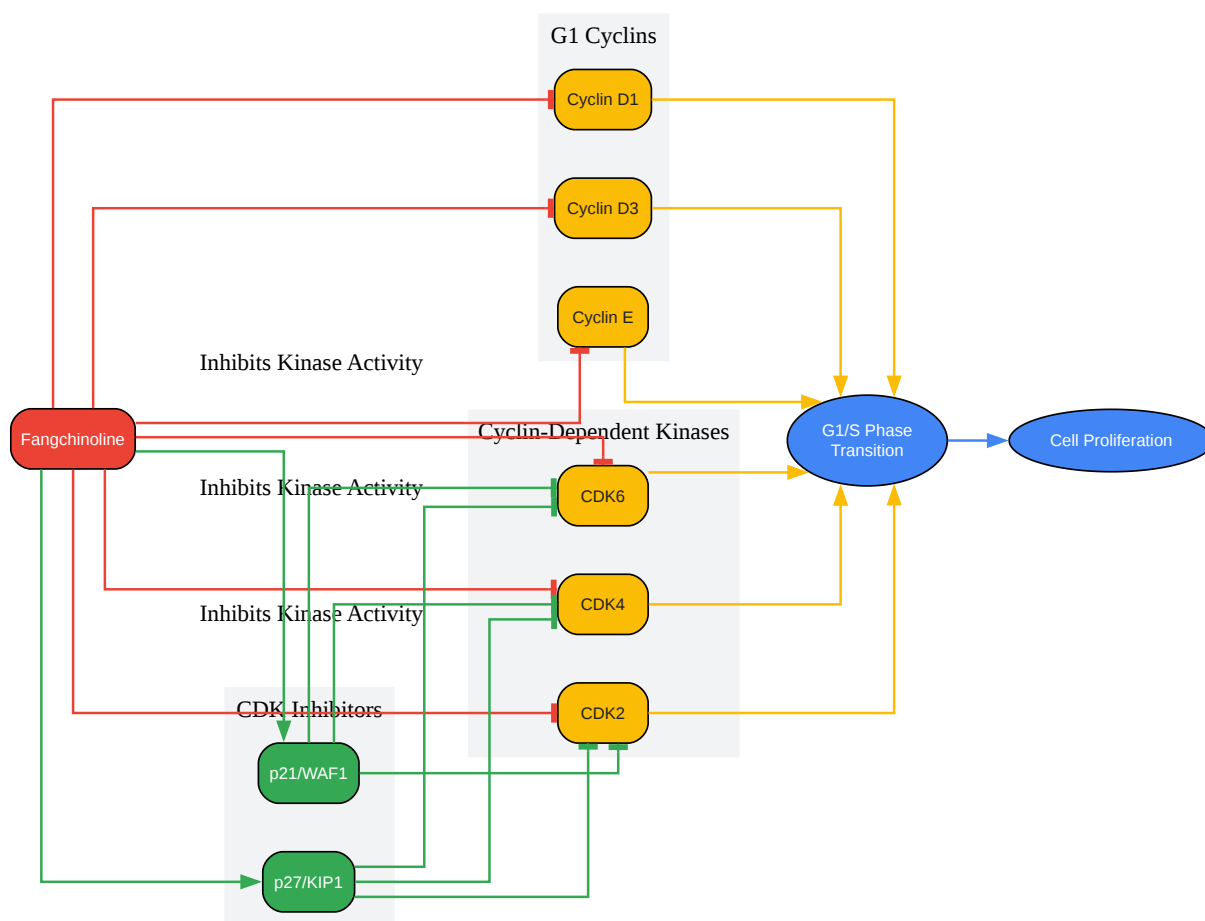 G1 Cyclins
Cyclin D1
Cyclin D3
Cyclin E
Inhibits Kinase Activity
Cyclin-Dependent Kinases
Fangchinoline
G1/S Phase
Transition
Cell Proliferation
Inhibits Kinase Activity
CDK6
CDK4
Inhibits Kinase Activity
CDK Inhibitors
CDK2
p21/WAF1
p27/KIP1